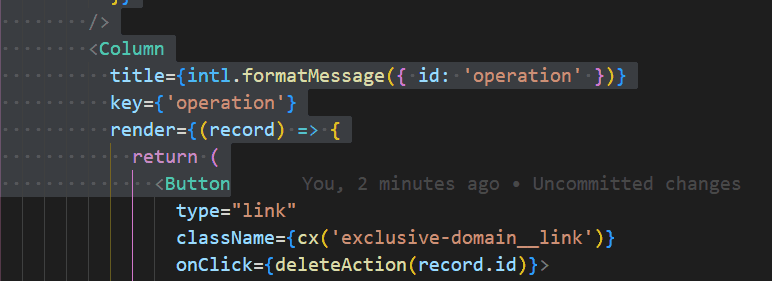 }}
/>
<Column
title={intl.formatMessage({ id: 'operation' })}
key={'operation'}
render={(record) => {
return (
<Button You, 2 minutes ago • Uncommitted changes
type="link"
className={cx('exclusive-domain__link')}
onClick={deleteAction(record.id)}>